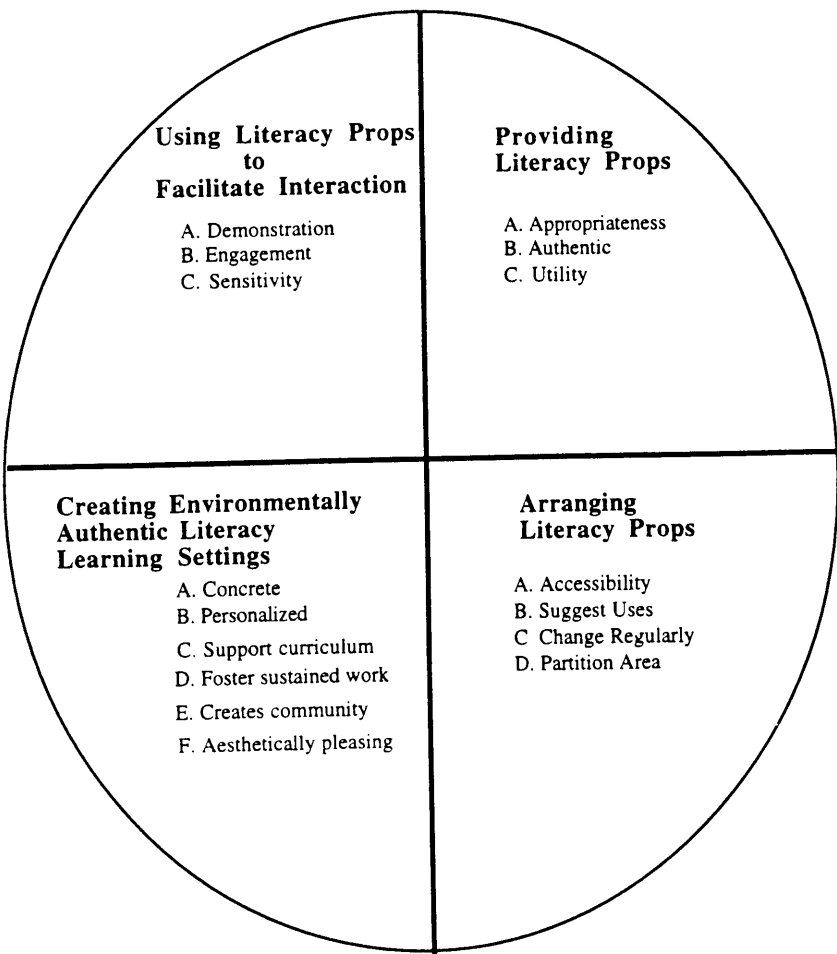 Using Literacy Props
to
Facilitate Interaction
A. Demonstration
B. Engagement
C. Sensitivity
Providing
Literacy Props
A. Appropriateness
B. Authentic
C. Utility
Creating Environmentally
Authentic Literacy
Learning Settings
A. Concrete
B. Personalized
C. Support curriculum
D. Foster sustained work
E. Creates community
F. Aesthetically pleasing
Arranging
Literacy Props
A. Accessibility
B. Suggest Uses
C Change Regularly
D. Partition Area